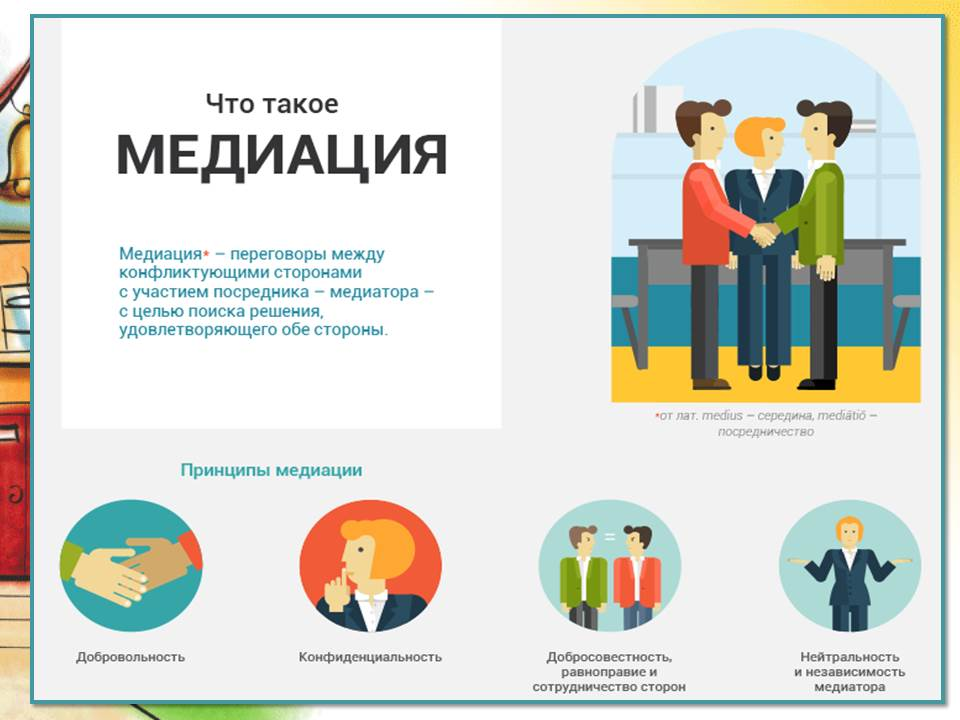 Что такое
МЕДИАЦИЯ
Медиация* – переговоры между
конфликтующими сторонами
с участием посредника – медиатора –
с целью поиска решения,
удовлетворяющего обе стороны.
*от лат. medius – середина, mediātiō –
посредничество
Принципы медиации
Добровольность
Конфиденциальность
=
Добросовестность,
равноправие и
сотрудничество сторон
Нейтральность
и независимость
медиатора